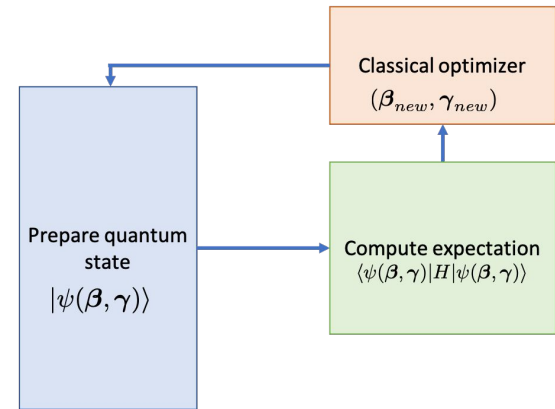 Classical optimizer
(β_new, γ_new)
Prepare quantum
state
|ψ(β, γ)⟩
Compute expectation
⟨ψ(β, γ)|H|ψ(β, γ)⟩